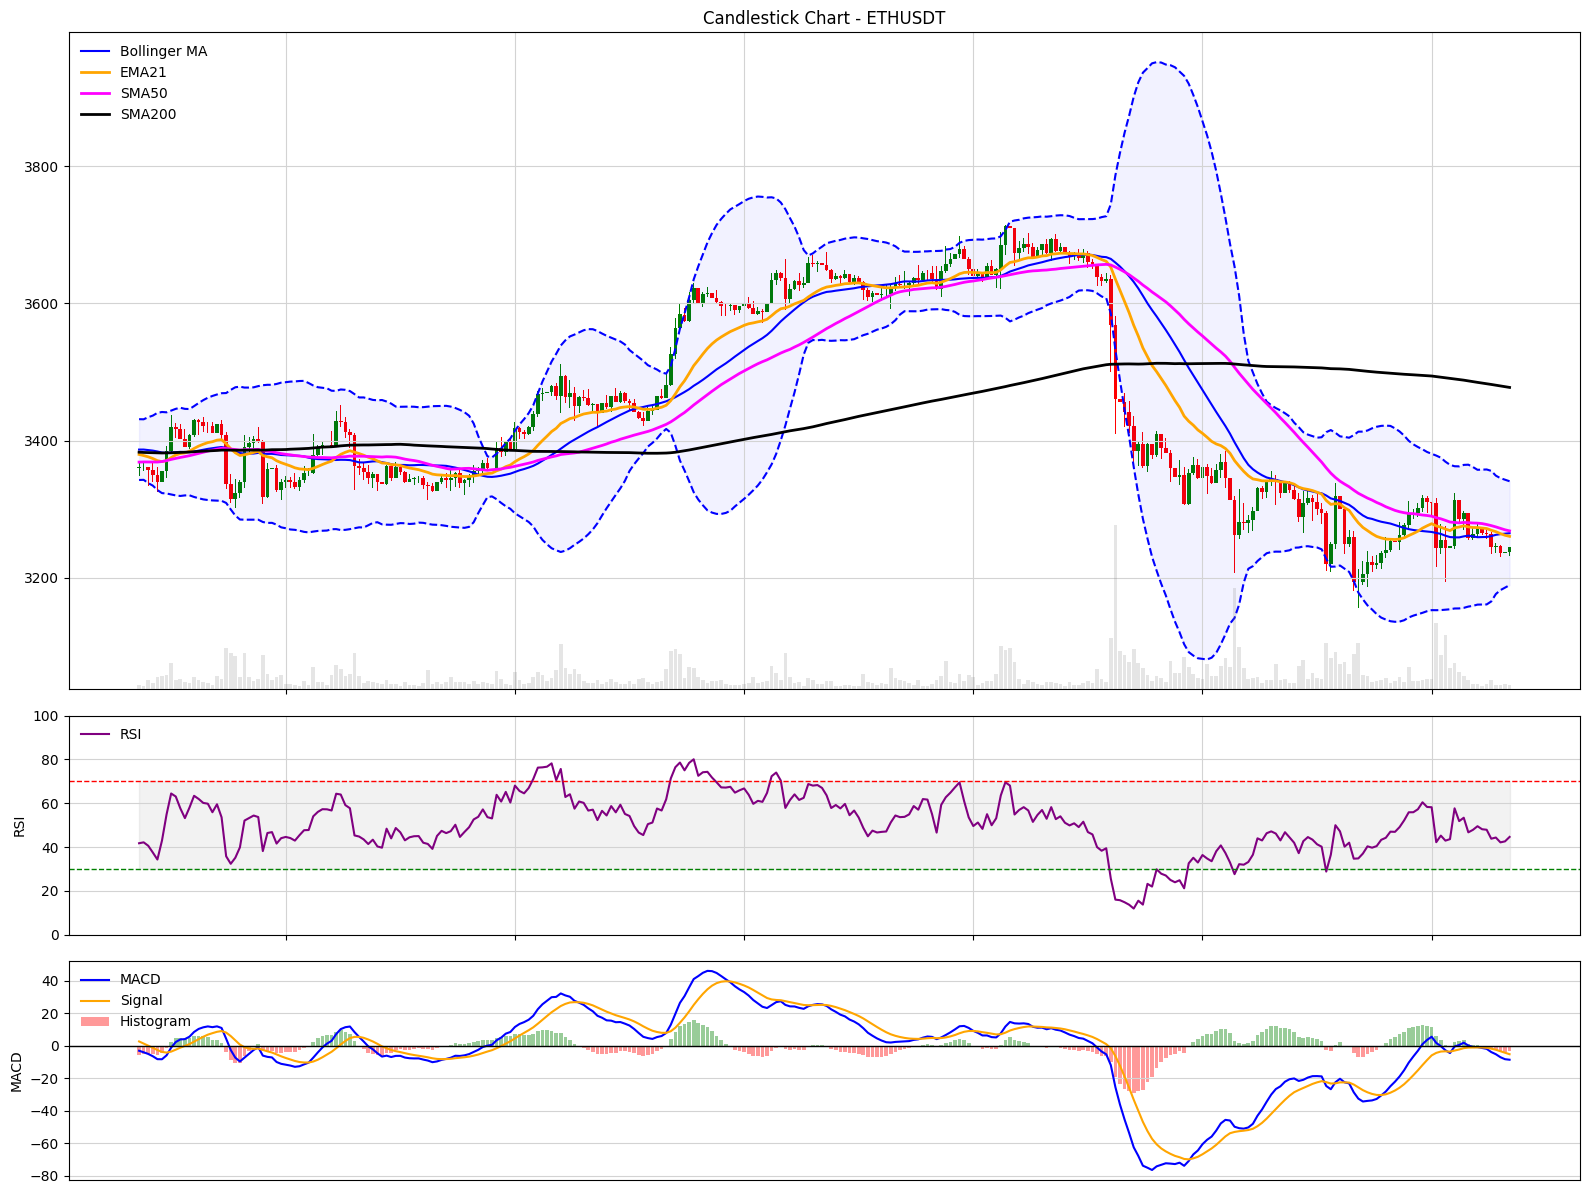 Candlestick Chart - ETHUSDT
Bollinger MA
EMA21
SMA50
SMA200
3800
3600
3400
3200
RSI
100
80
60
40
20
0
RSI
MACD
Signal
Histogram
40
20
0
−20
−40
−60
−80
MACD